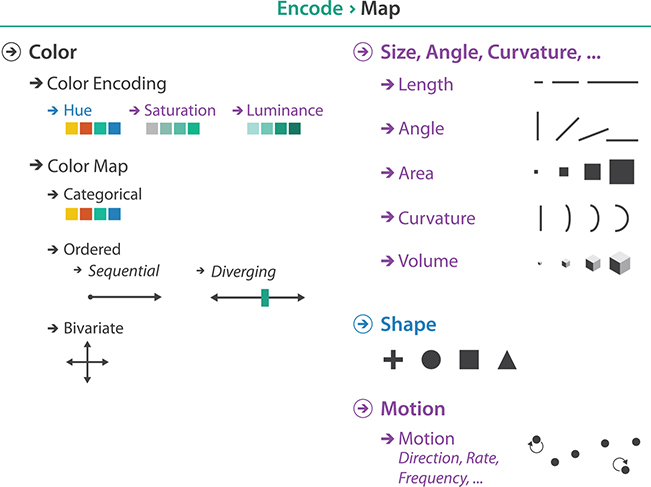 Encode › Map
Color
Color Encoding
Hue
Saturation
Luminance
Color Map
Categorical
Ordered
Sequential
Diverging
Bivariate
Size, Angle, Curvature, ...
Length
Angle
Area
Curvature
Volume
Shape
Motion
Motion
Direction, Rate,
Frequency, ...